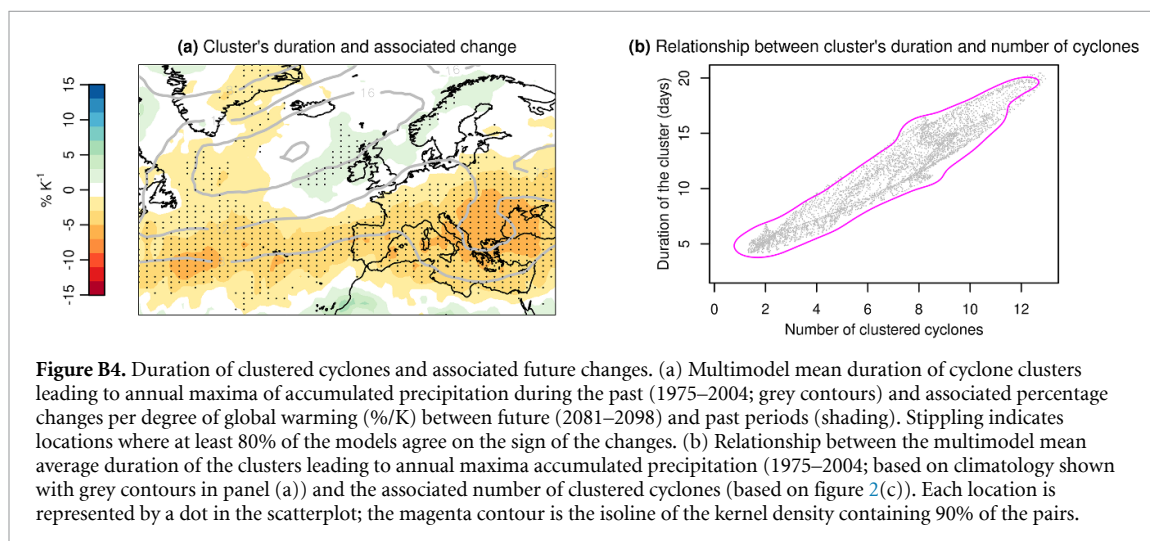 (a) Cluster's duration and associated change
15
10
5
0
-5
-10
-15
% K⁻¹
16
16
(b) Relationship between cluster's duration and number of cyclones
20
15
10
5
Duration of the cluster (days)
0 2 4 6 8 10 12
Number of clustered cyclones
Figure B4. Duration of clustered cyclones and associated future changes. (a) Multimodel mean duration of cyclone clusters
leading to annual maxima of accumulated precipitation during the past (1975–2004; grey contours) and associated percentage
changes per degree of global warming (%/K) between future (2081–2098) and past periods (shading). Stippling indicates
locations where at least 80% of the models agree on the sign of the changes. (b) Relationship between the multimodel mean
average duration of the clusters leading to annual maxima accumulated precipitation (1975–2004; based on climatology shown
with grey contours in panel (a)) and the associated number of clustered cyclones (based on figure 2(c)). Each location is
represented by a dot in the scatterplot; the magenta contour is the isoline of the kernel density containing 90% of the pairs.